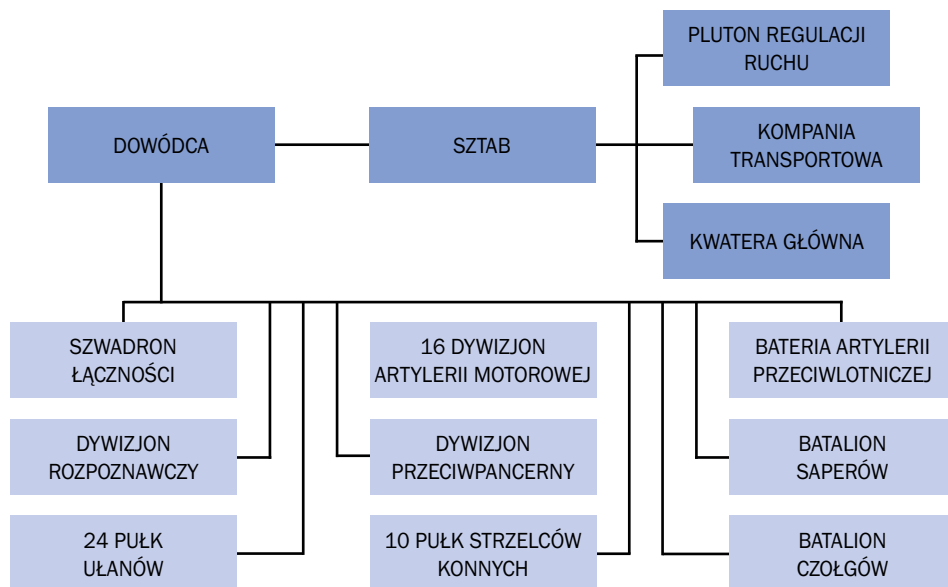 PLUTON REGULACJI
RUCHU
DOWÓDCA
SZTAB
KOMPANIA
TRANSPORTOWA
KWATERA GŁÓWNA
SZWADRON
ŁĄCZNOŚCI
16 DYWIZJON
ARTYLERII MOTOROWEJ
BATERIA ARTYLERII
PRZECIWLOTNICZEJ
DYWIZJON
ROZPOZNAWCZY
DYWIZJON
PRZECIWPANCERNY
BATALION
SAPERÓW
24 PUŁK
UŁANÓW
10 PUŁK STRZELCÓW
KONNYCH
BATALION
CZOŁGÓW